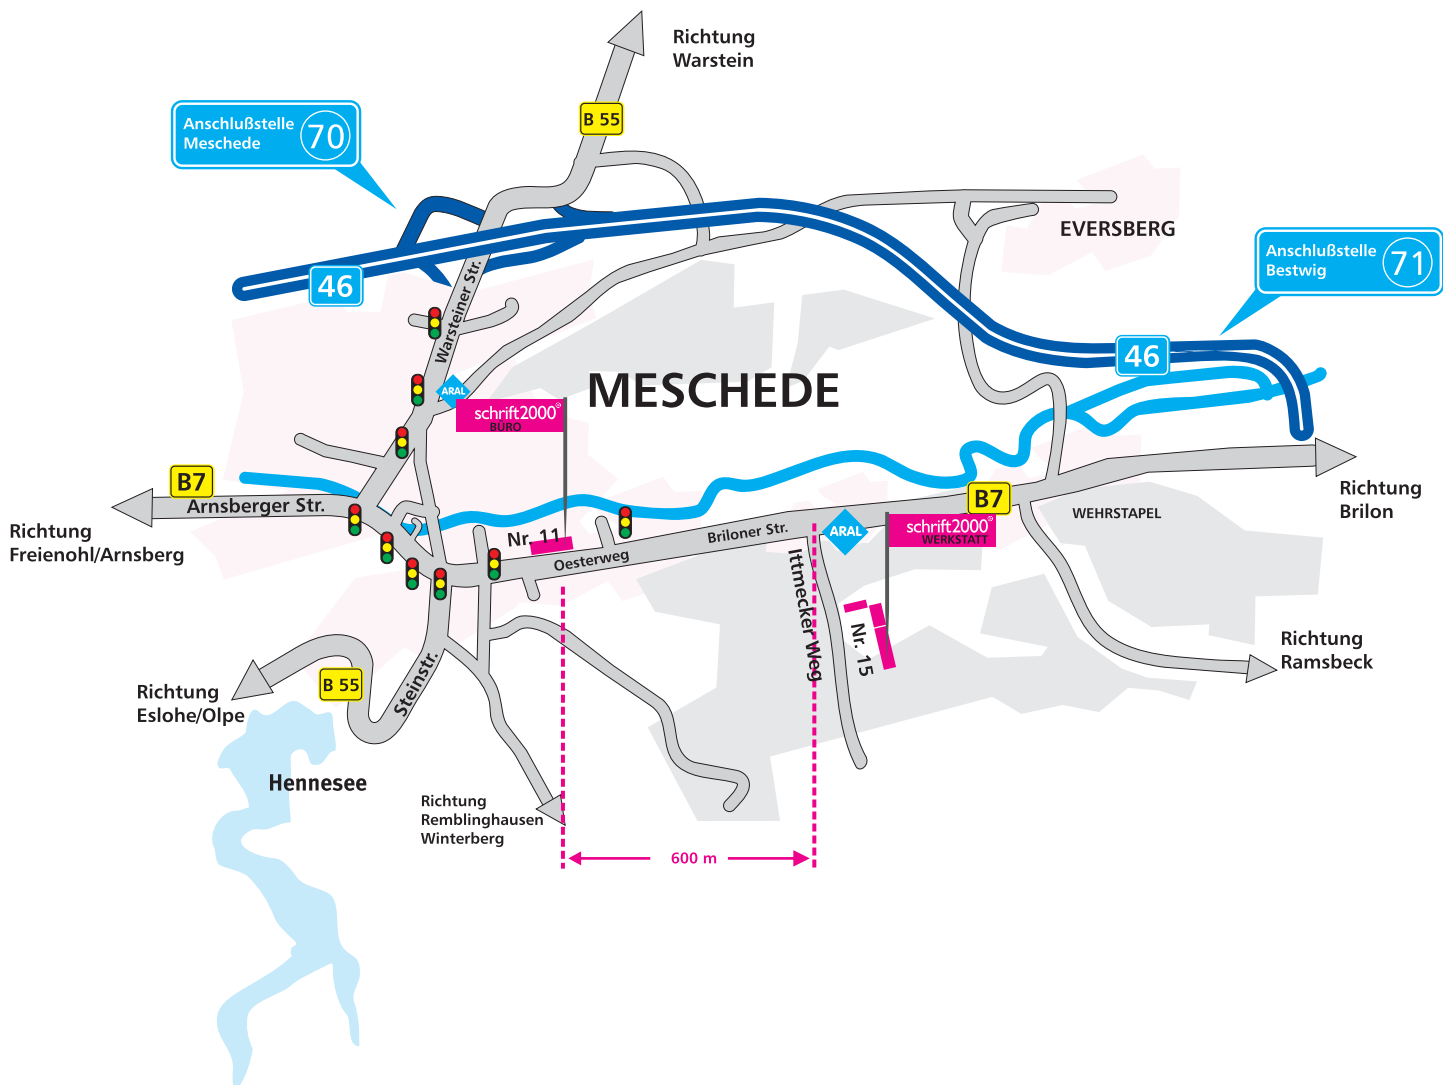 Richtung
Warstein
B 55
Anschlußstelle
Meschede
70
EVERSBERG
Anschlußstelle
Bestwig
71
46
Warsteiner Str.
46
ARAL
MESCHEDE
schrift2000®
BÜRO
B7
Arnsberger Str.
Richtung
Freienohl/Arnsberg
Nr. 11
Oesterweg
Briloner Str.
ARAL
B7
schrift2000®
WERKSTATT
WEHRSTAPEL
Richtung
Brilon
Ittmecker Weg
Nr. 15
Richtung
Ramsbeck
Steinstr.
B 55
Richtung
Eslohe/Olpe
Hennesee
Richtung
Remblinghausen
Winterberg
600 m